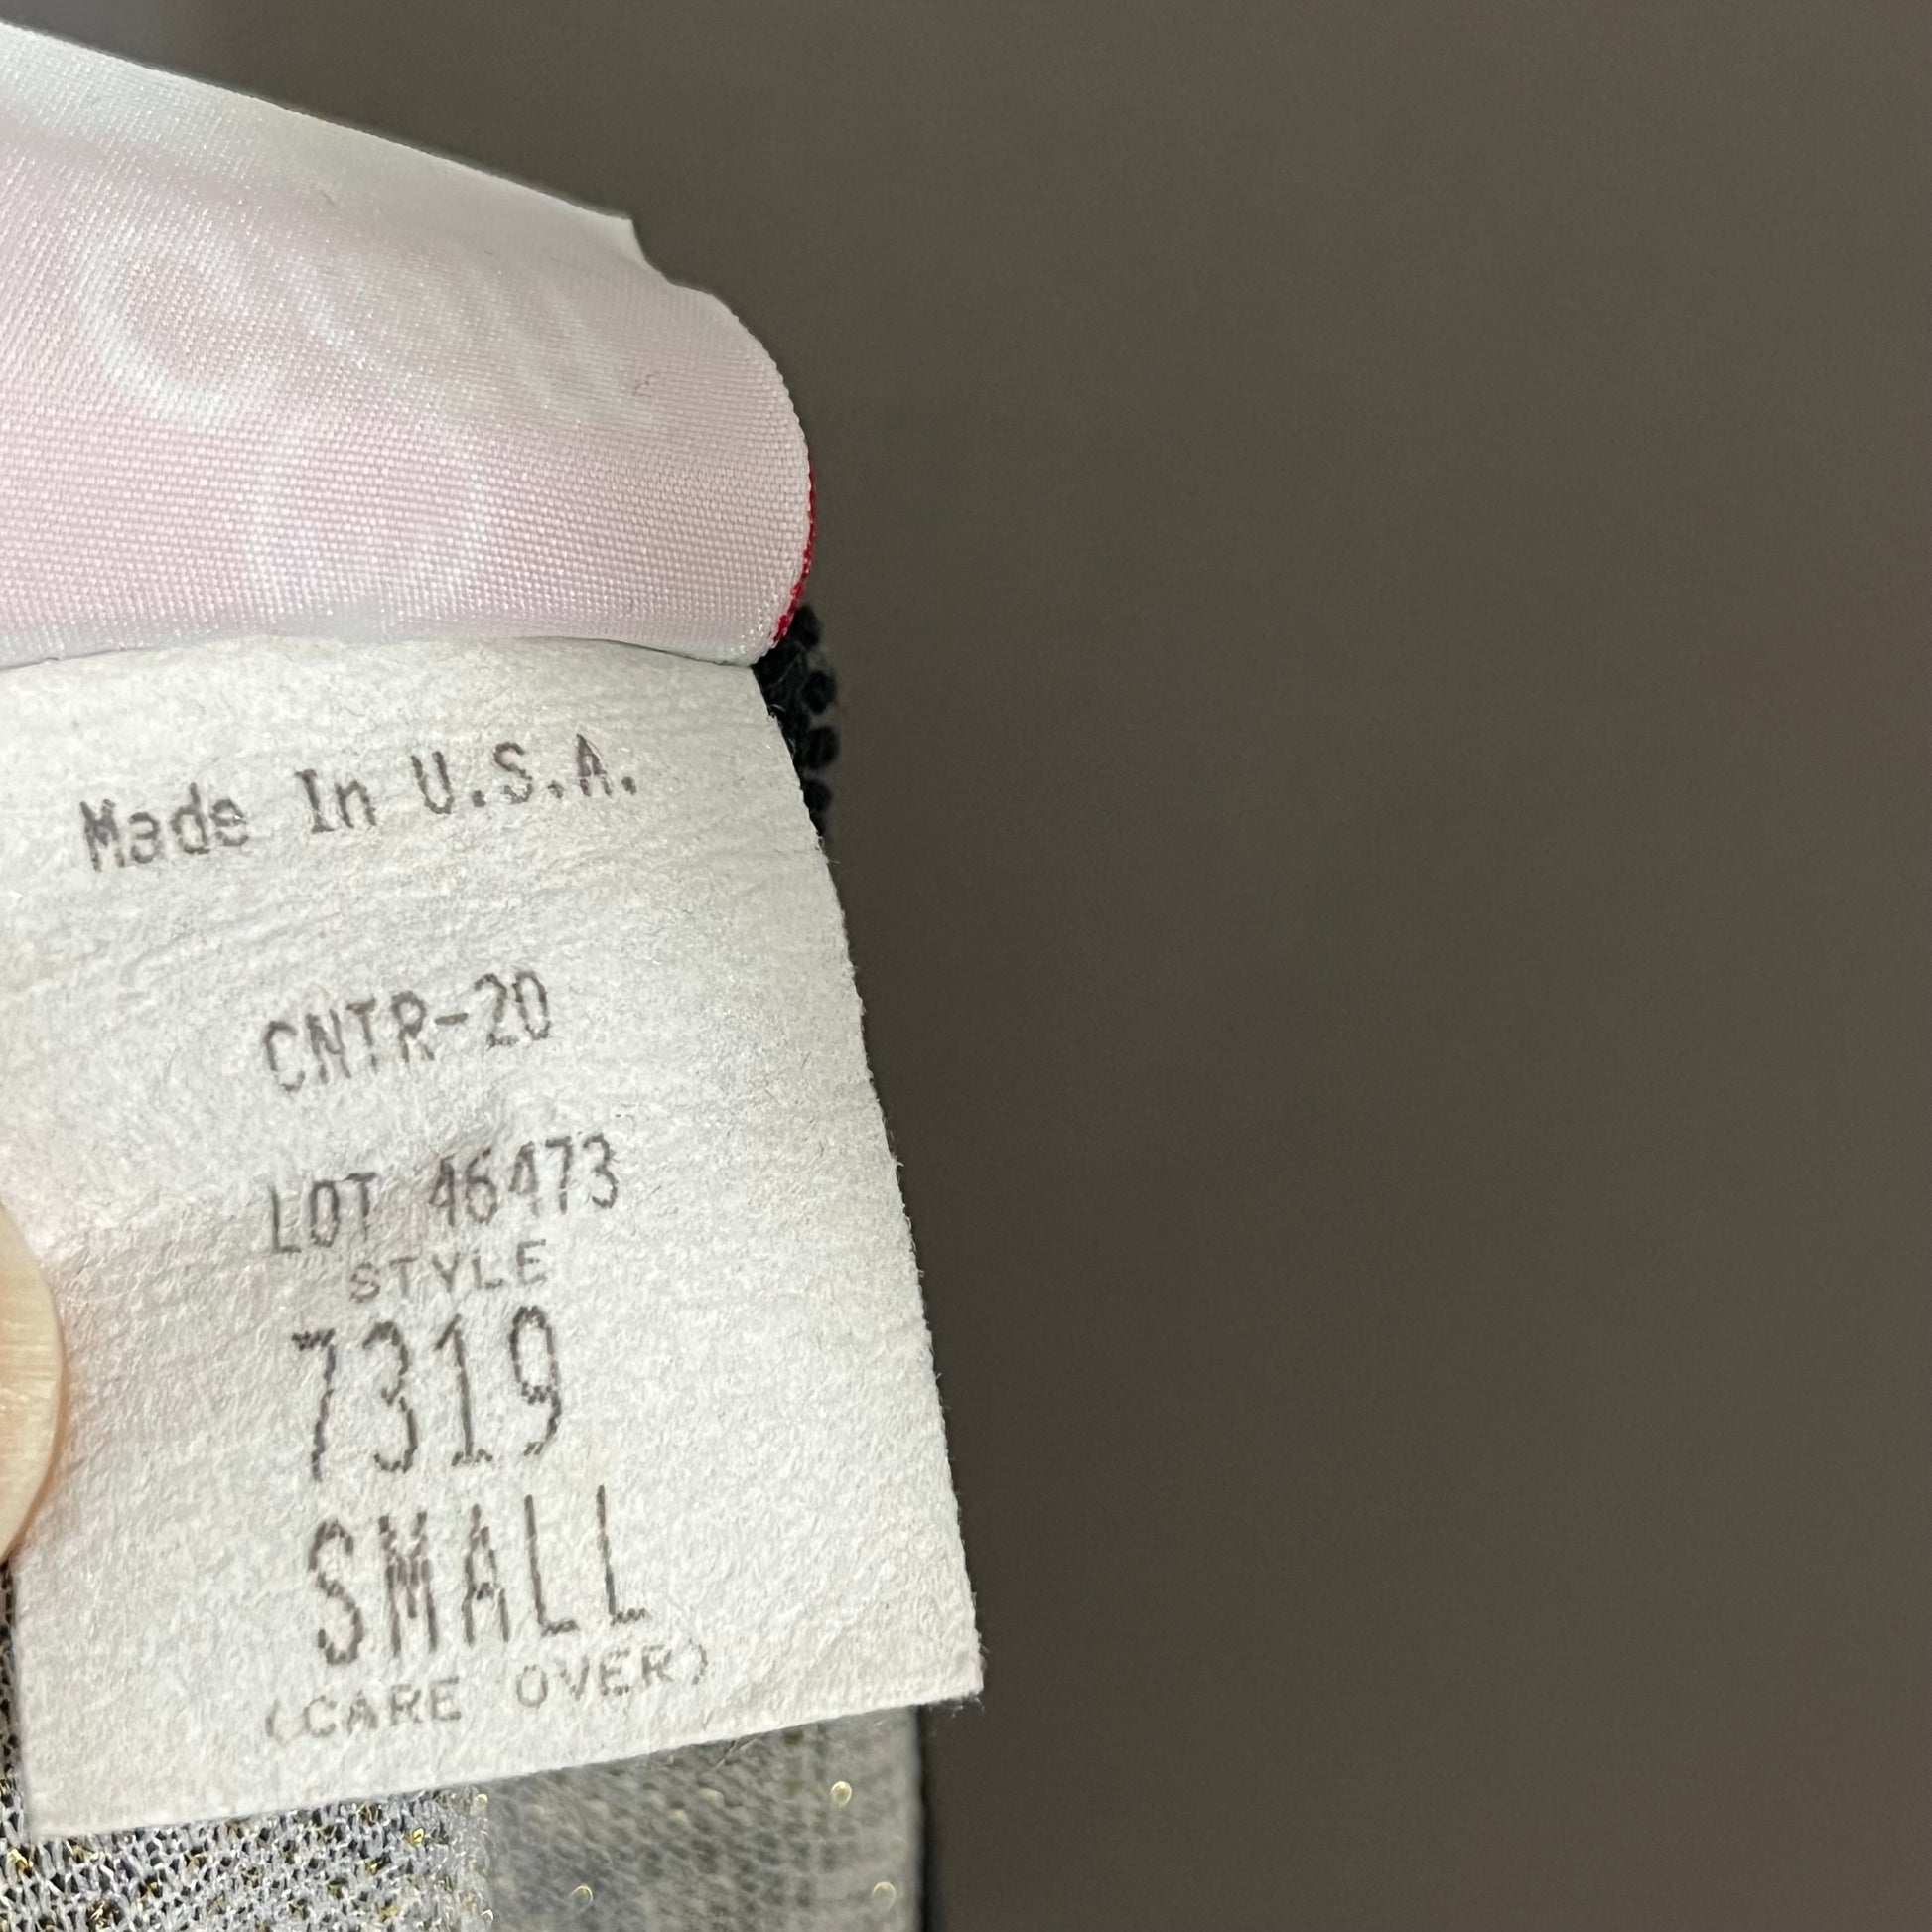 Made In U.S.A.
CNTR-20
LOT 46473
STYLE
7319
SMALL
(CARE OVER)